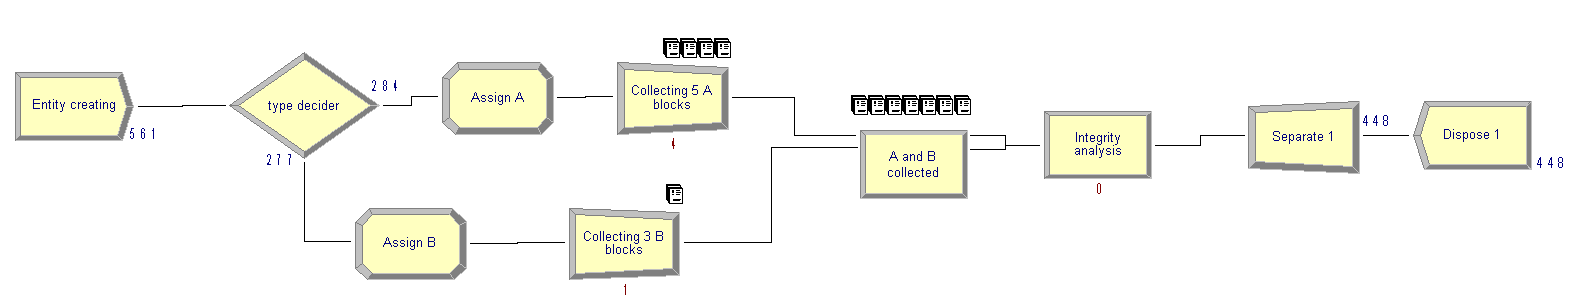 Entity creating
561
type decider
284
277
Assign A
Collecting 5 A
blocks
4
Assign B
Collecting 3 B
blocks
1
A and B
collected
Integrity
analysis
0
Separate 1
448
Dispose 1
448